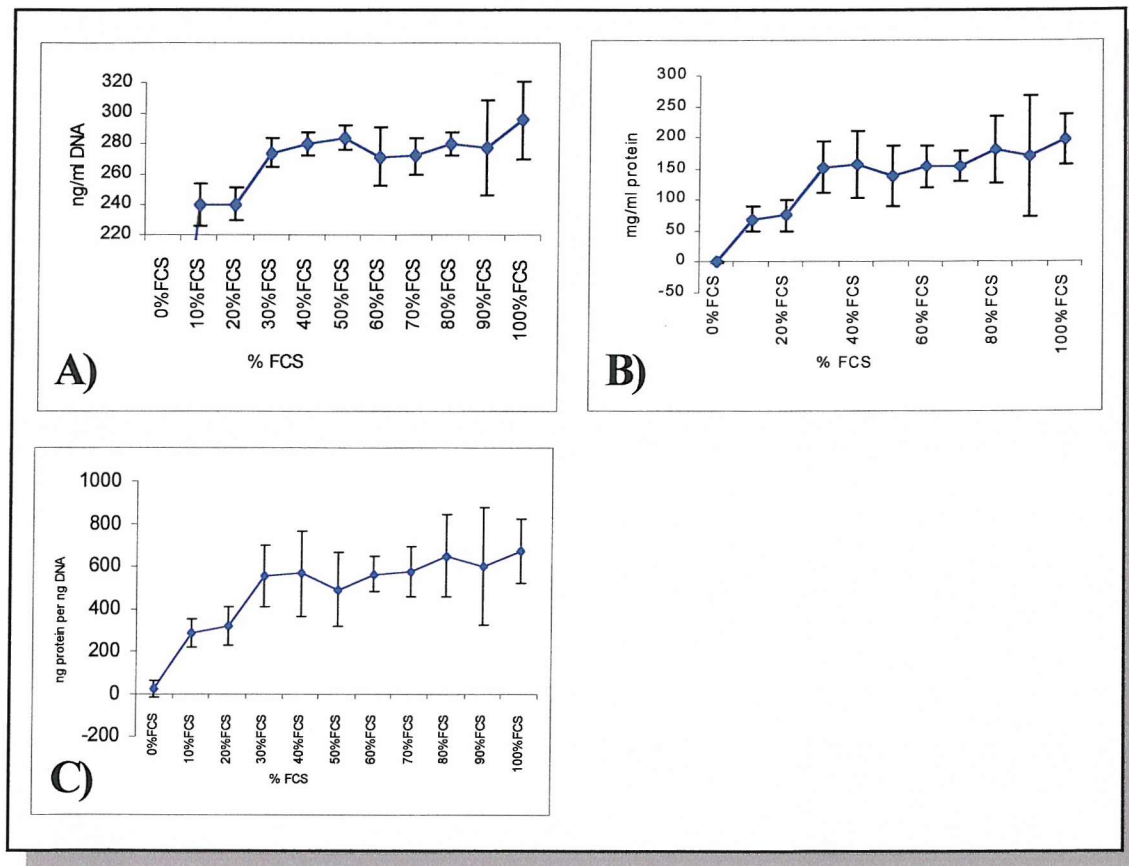 320
300
280
260
240
220
ng/ml DNA
0%FCS
10%FCS
20%FCS
30%FCS
40%FCS
50%FCS
60%FCS
70%FCS
80%FCS
90%FCS
100%FCS
% FCS
A)
300
250
200
150
100
50
0
-50
mg/ml protein
0%FCS
20%FCS
40%FCS
60%FCS
80%FCS
100%FCS
% FCS
B)
1000
800
600
400
200
0
-200
ng protein per ng DNA
0%FCS
10%FCS
20%FCS
30%FCS
40%FCS
50%FCS
60%FCS
70%FCS
80%FCS
90%FCS
100%FCS
% FCS
C)